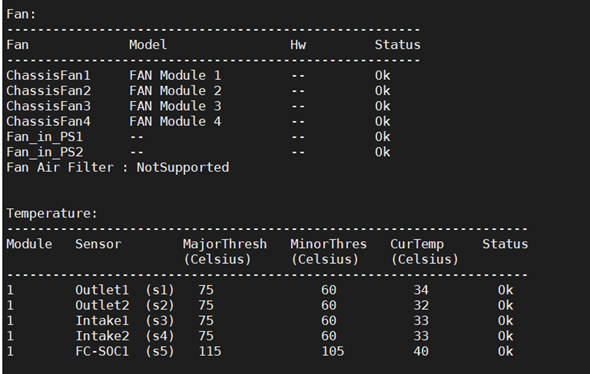 Fan:
------------------------------------------------------
Fan Model Hw Status
------------------------------------------------------
ChassisFan1 FAN Module 1 -- Ok
ChassisFan2 FAN Module 2 -- Ok
ChassisFan3 FAN Module 3 -- Ok
ChassisFan4 FAN Module 4 -- Ok
Fan_in_PS1 -- -- Ok
Fan_in_PS2 -- -- Ok
Fan Air Filter : NotSupported
Temperature:
--------------------------------------------------------------------
Module Sensor MajorThresh MinorThres CurTemp Status
(Celsius) (Celsius) (Celsius)
--------------------------------------------------------------------
1 Outlet1 (s1) 75 60 34 Ok
1 Outlet2 (s2) 75 60 32 Ok
1 Intake1 (s3) 75 60 33 Ok
1 Intake2 (s4) 75 60 33 Ok
1 FC-SOC1 (s5) 115 105 40 Ok